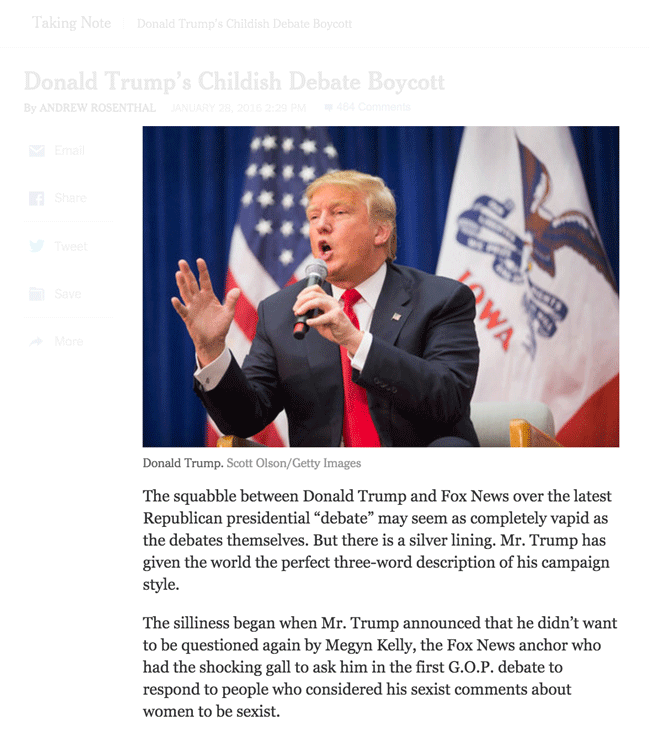 Taking Note Donald Trump's Childish Debate Boycott
Donald Trump's Childish Debate Boycott
By ANDREW ROSENTHAL JANUARY 28, 2016 2:29 PM 484 Comments
Email
Share
Tweet
Save
More
IOWA
Donald Trump. Scott Olson/Getty Images
The squabble between Donald Trump and Fox News over the latest
Republican presidential “debate” may seem as completely vapid as
the debates themselves. But there is a silver lining. Mr. Trump has
given the world the perfect three-word description of his campaign
style.
The silliness began when Mr. Trump announced that he didn’t want
to be questioned again by Megyn Kelly, the Fox News anchor who
had the shocking gall to ask him in the first G.O.P. debate to
respond to people who considered his sexist comments about
women to be sexist.